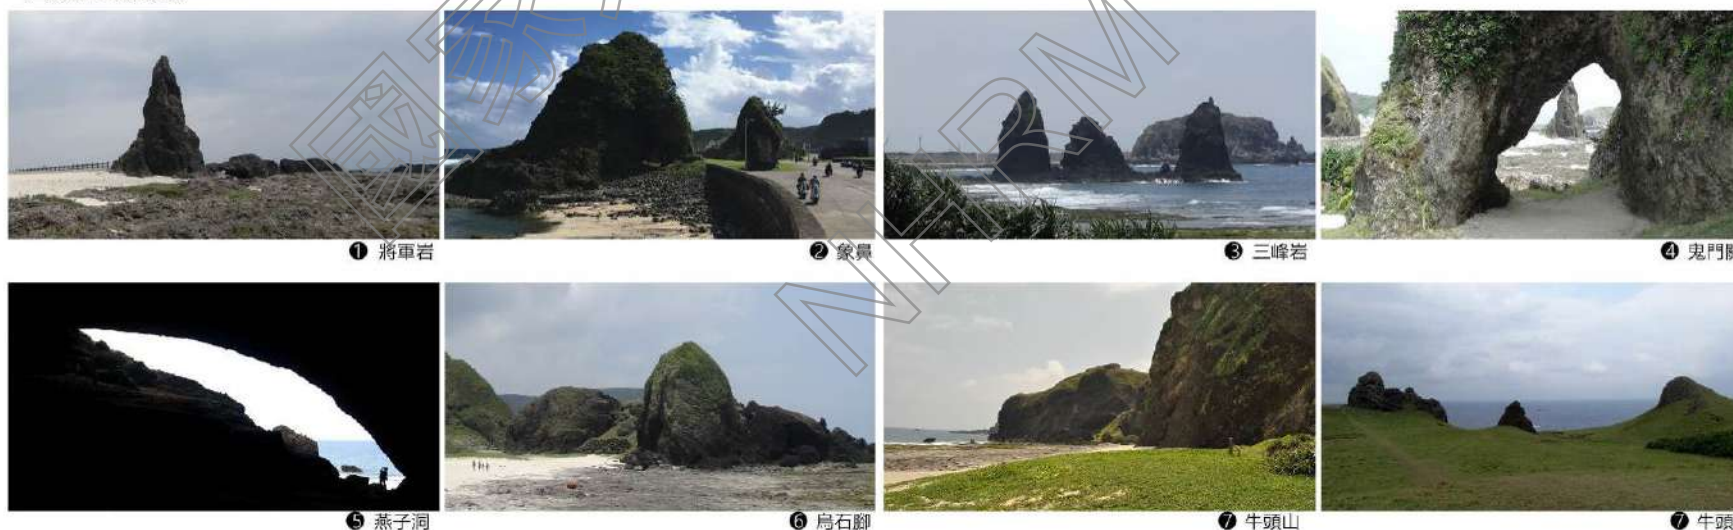 ❶ 將軍岩
❷ 象鼻
❸ 三峰岩
❹ 鬼門
❺ 燕子洞
❻ 烏石腳
❼ 牛頭山
❼ 牛頭
NHRM